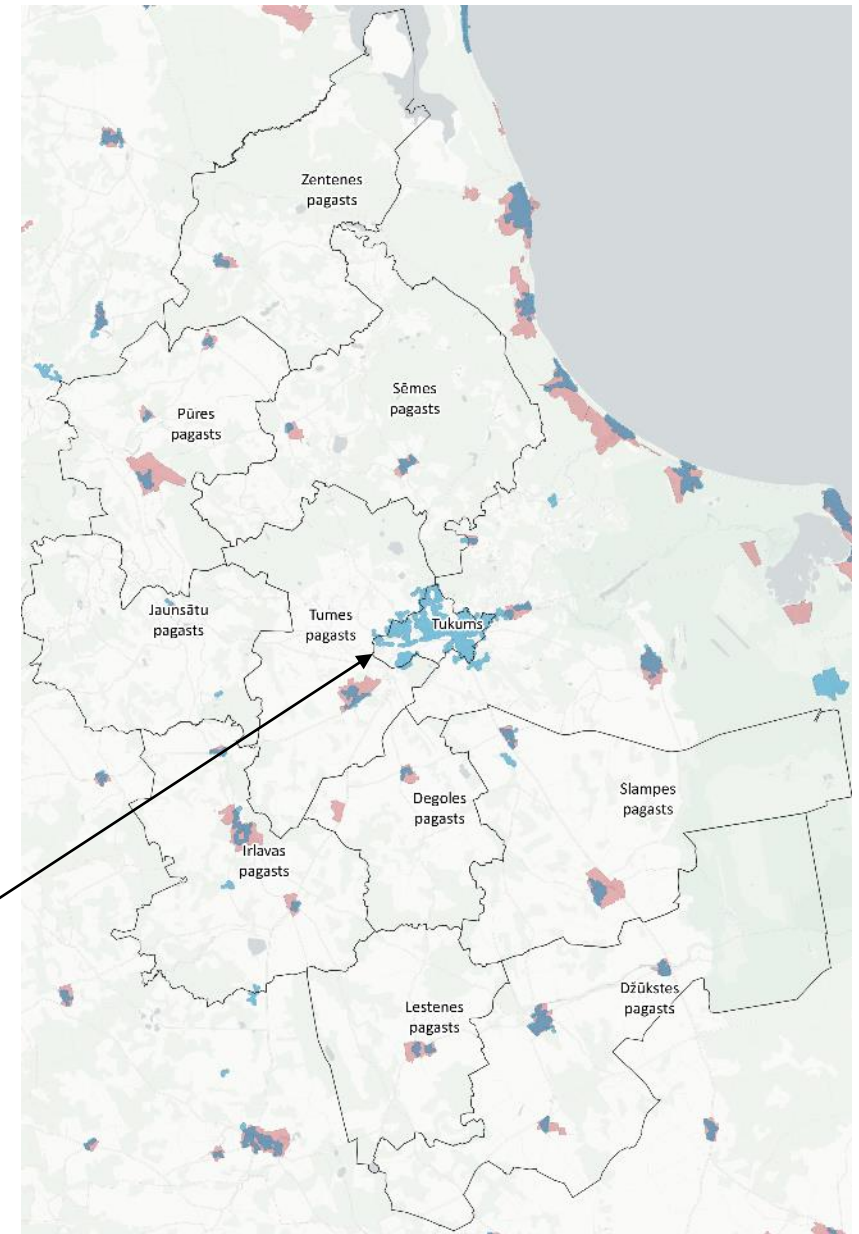 Zentenes
pagasts
Sēmes
pagasts
Pūres
pagasts
Jaunsātu
pagasts
Tumes
pagasts
Tukums
Degoles
pagasts
Slampes
pagasts
Irlavas
pagasts
Lestenes
pagasts
Džūkstes
pagasts